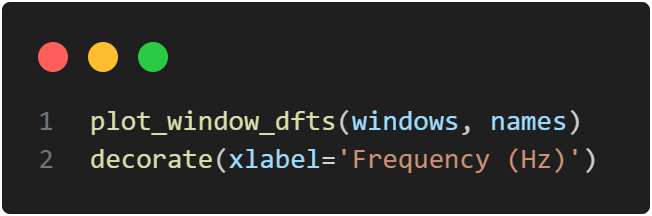 1 plot_window_dfts(windows, names)
2 decorate(xlabel='Frequency (Hz)')